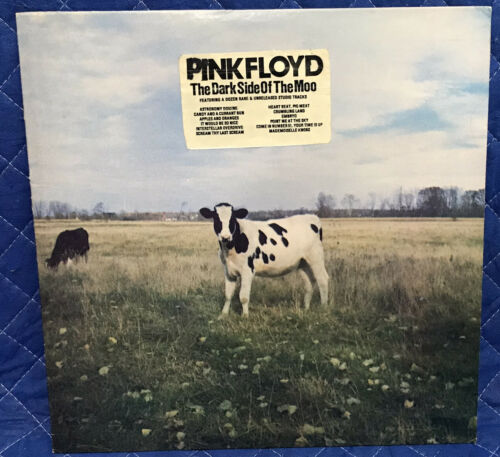 PINK FLOYD
The Dark Side Of The Moo
FEATURING A DOZEN RARE & UNRELEASED STUDIO TRACKS
ASTRONOMY DOMINE
CANDY AND A CURRANT BUN
APPLES AND ORANGES
IT WOULD BE SO NICE
INTERSTELLAR OVERDRIVE
SCREAM THY LAST SCREAM
HEART BEAT, PIG MEAT
CRUMBLING LAND
EMBRYO
POINT ME AT THE SKY
COME IN NUMBER 51, YOUR TIME IS UP
MADEMOISELLE KNOBS